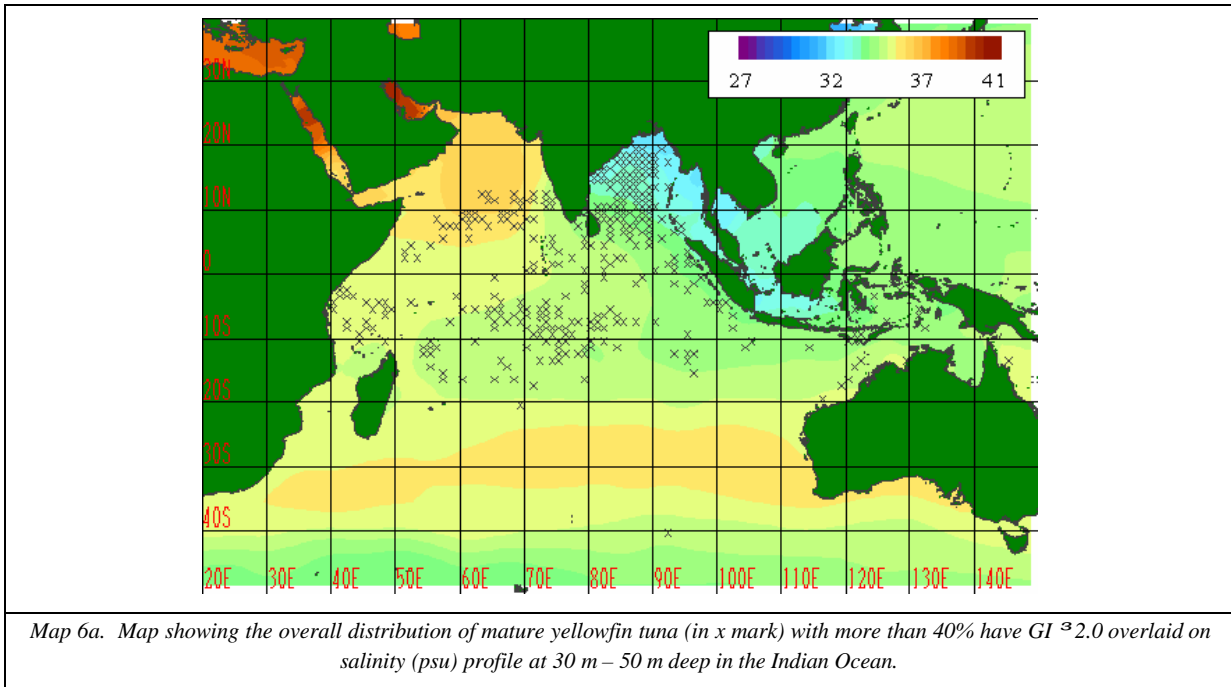 27 32 37 41
30N
20N
10N
0
10S
20S
30S
40S
20E 30E 40E 50E 60E 70E 80E 90E 100E 110E 120E 130E 140E
Map 6a. Map showing the overall distribution of mature yellowfin tuna (in x mark) with more than 40% have GI ³2.0 overlaid on
salinity (psu) profile at 30 m – 50 m deep in the Indian Ocean.